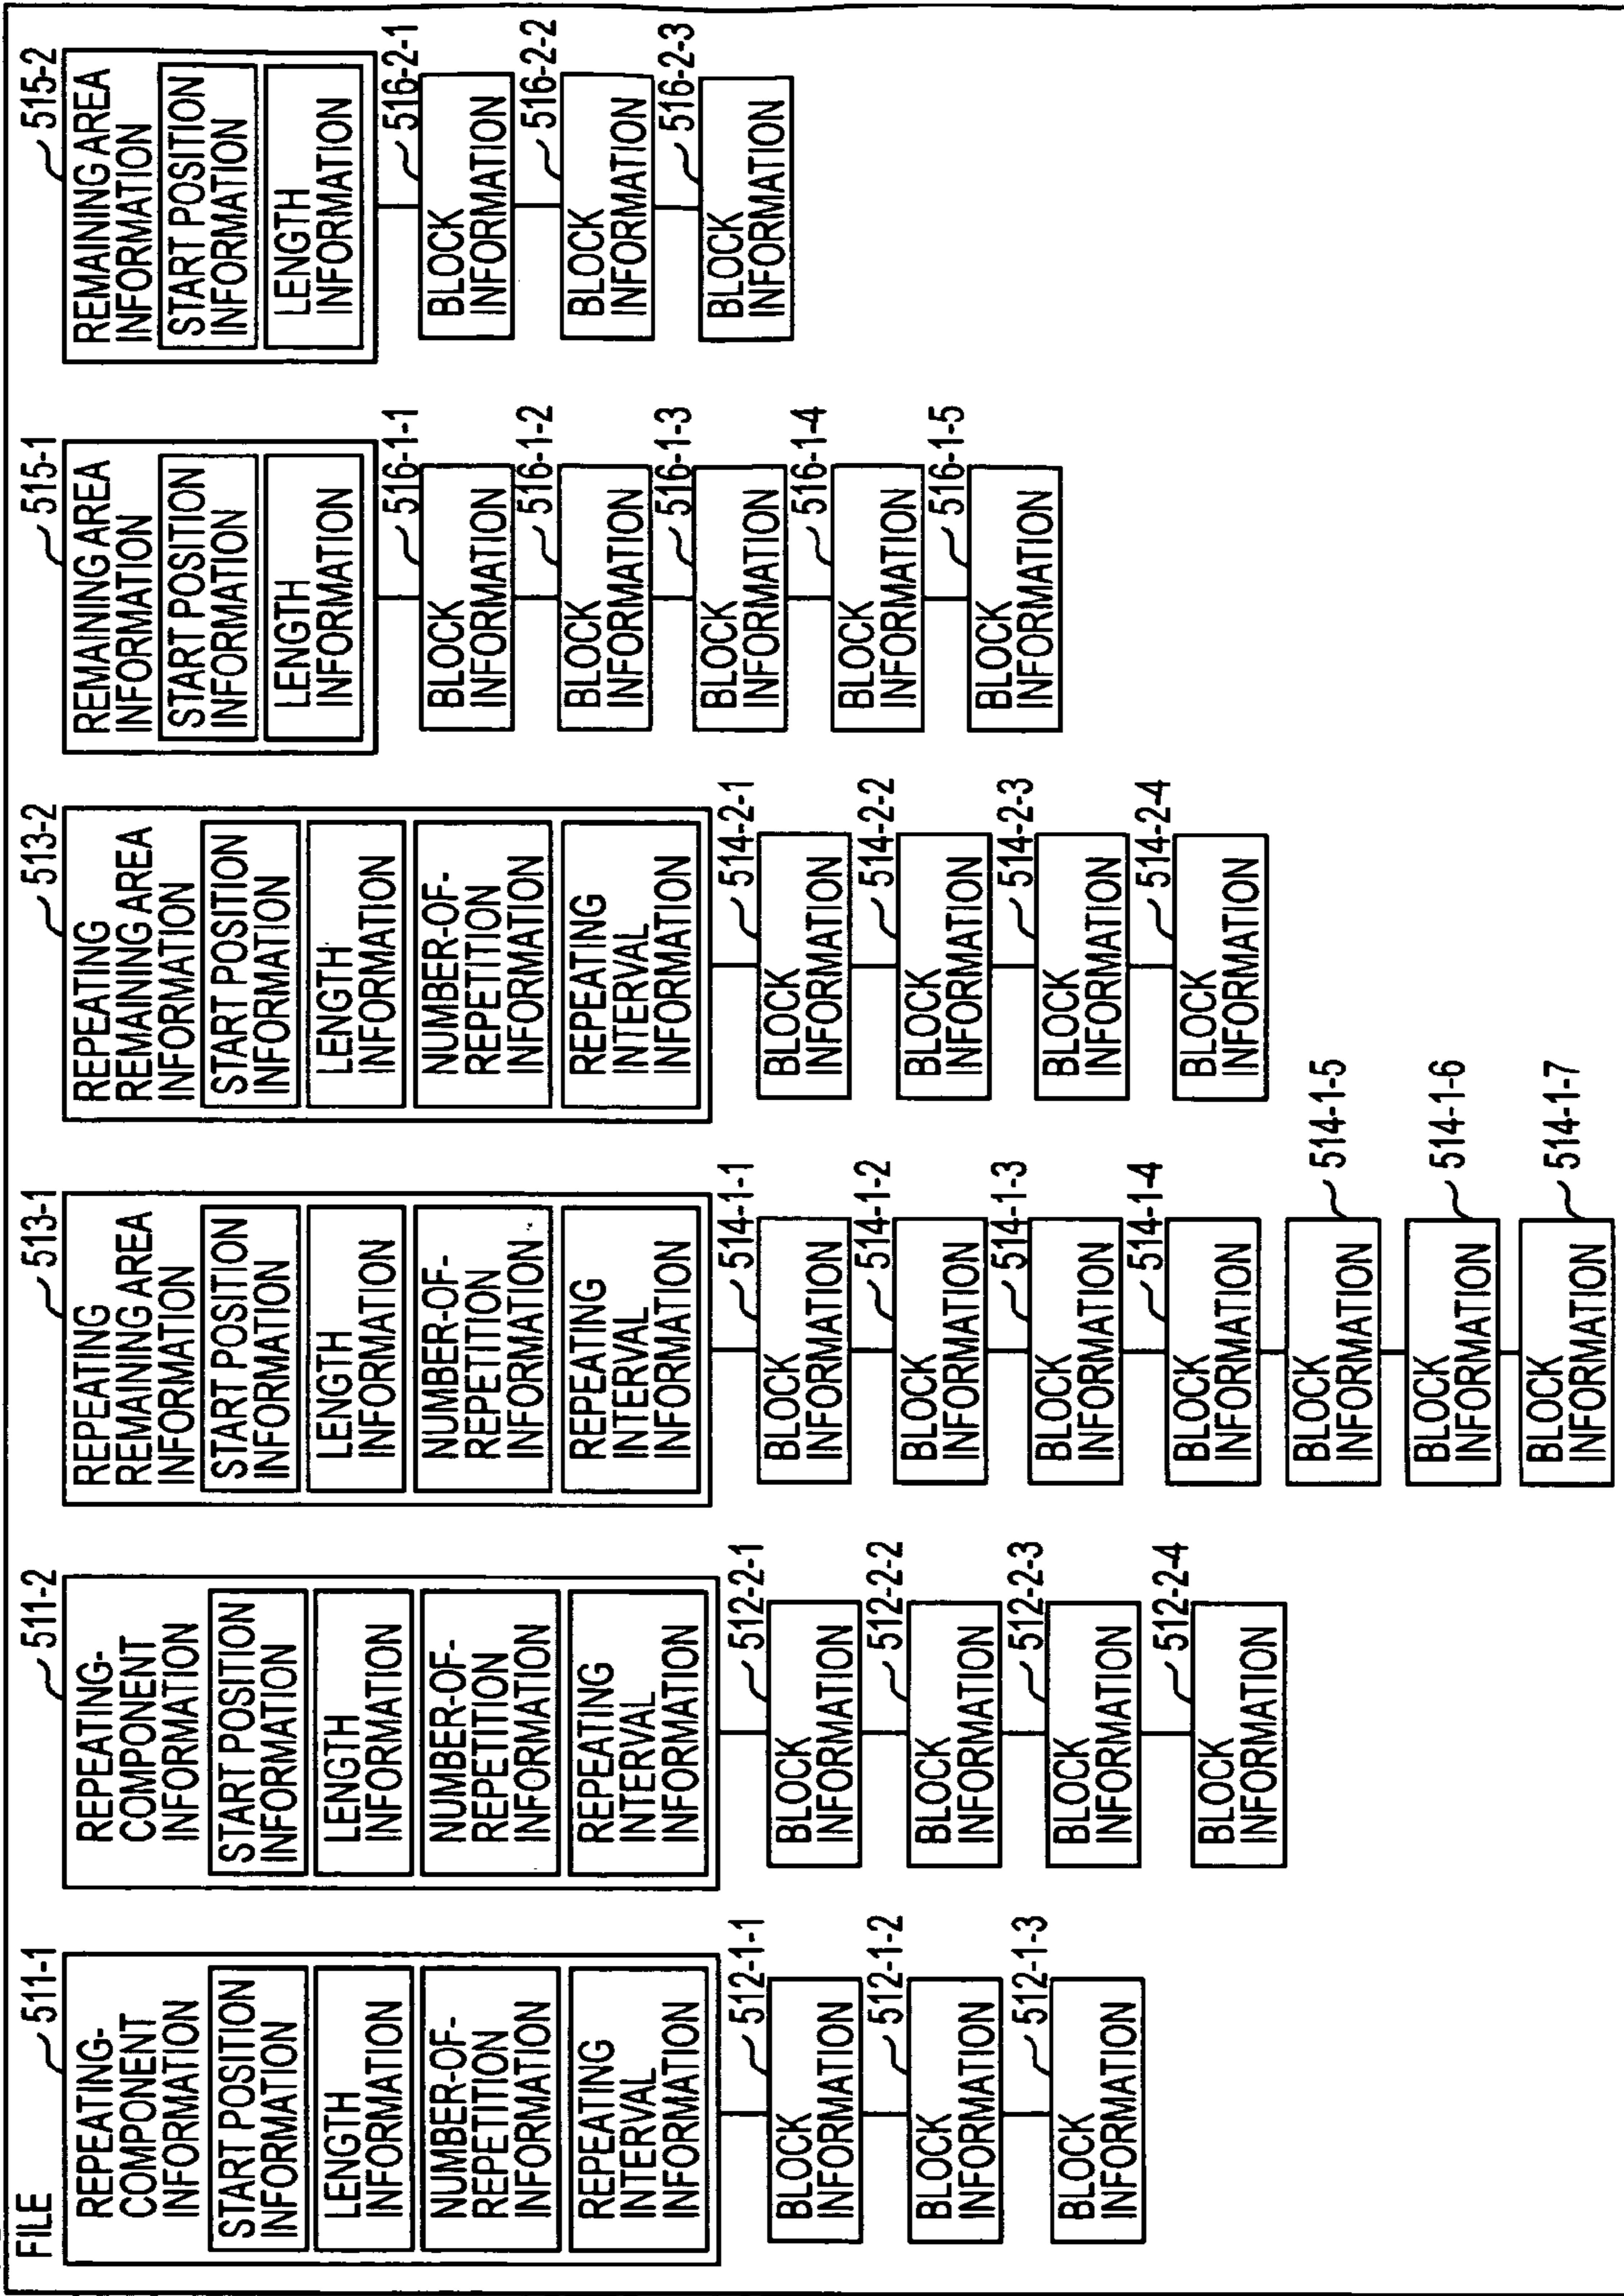 FILE
511-1
REPEATING-
COMPONENT
INFORMATION
START POSITION
INFORMATION
LENGTH
INFORMATION
NUMBER-OF-
REPETITION
INFORMATION
REPEATING
INTERVAL
INFORMATION
512-1-1
BLOCK
INFORMATION
512-1-2
BLOCK
INFORMATION
512-1-3
BLOCK
INFORMATION
511-2
REPEATING-
COMPONENT
INFORMATION
START POSITION
INFORMATION
LENGTH
INFORMATION
NUMBER-OF-
REPETITION
INFORMATION
REPEATING
INTERVAL
INFORMATION
512-2-1
BLOCK
INFORMATION
512-2-2
BLOCK
INFORMATION
512-2-3
BLOCK
INFORMATION
512-2-4
BLOCK
INFORMATION
513-1
REPEATING
REMAINING AREA
INFORMATION
START POSITION
INFORMATION
LENGTH
INFORMATION
NUMBER-OF-
REPETITION
INFORMATION
REPEATING
INTERVAL
INFORMATION
514-1-1
BLOCK
INFORMATION
514-1-2
BLOCK
INFORMATION
514-1-3
BLOCK
INFORMATION
514-1-4
BLOCK
INFORMATION
514-1-5
BLOCK
INFORMATION
514-1-6
BLOCK
INFORMATION
514-1-7
BLOCK
INFORMATION
513-2
REPEATING
REMAINING AREA
INFORMATION
START POSITION
INFORMATION
LENGTH
INFORMATION
NUMBER-OF-
REPETITION
INFORMATION
REPEATING
INTERVAL
INFORMATION
514-2-1
BLOCK
INFORMATION
514-2-2
BLOCK
INFORMATION
514-2-3
BLOCK
INFORMATION
514-2-4
BLOCK
INFORMATION
515-1
REMAINING AREA
INFORMATION
START POSITION
INFORMATION
LENGTH
INFORMATION
516-1-1
BLOCK
INFORMATION
516-1-2
BLOCK
INFORMATION
516-1-3
BLOCK
INFORMATION
516-1-4
BLOCK
INFORMATION
516-1-5
BLOCK
INFORMATION
515-2
REMAINING AREA
INFORMATION
START POSITION
INFORMATION
LENGTH
INFORMATION
516-2-1
BLOCK
INFORMATION
516-2-2
BLOCK
INFORMATION
516-2-3
BLOCK
INFORMATION